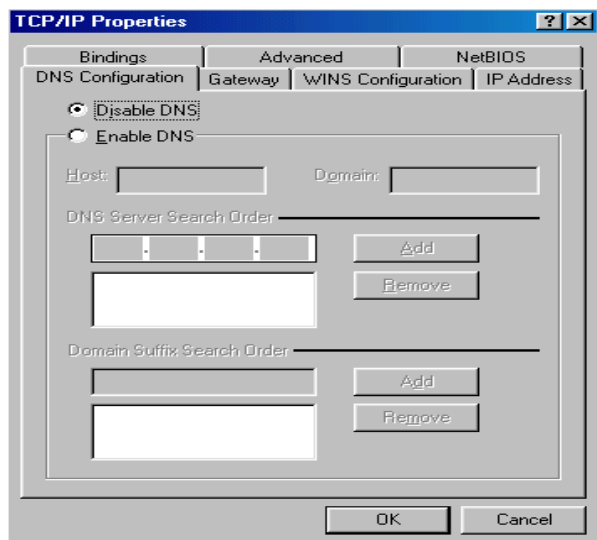 TCP/IP Properties
? ×
Bindings Advanced NetBIOS
DNS Configuration Gateway WINS Configuration IP Address
Disable DNS
Enable DNS
Host: Domain:
DNS Server Search Order
. . . Add
Remove
Domain Suffix Search Order
Add
Remove
OK Cancel